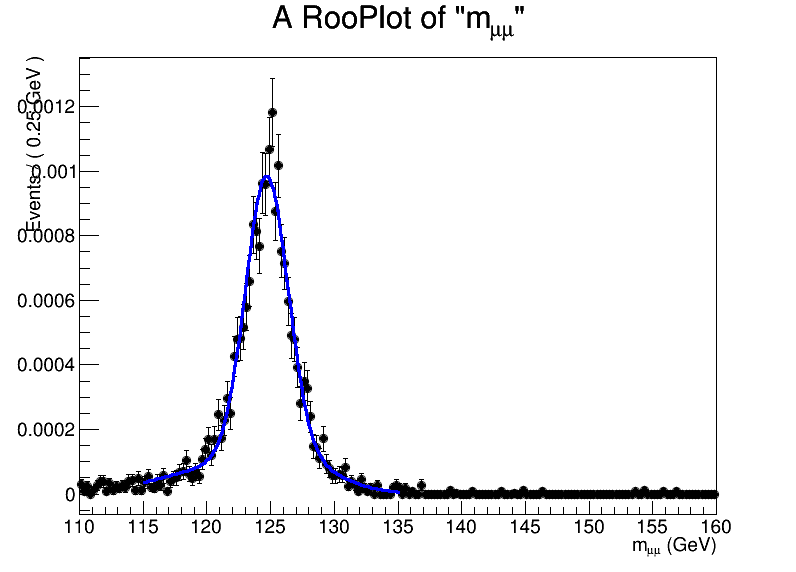 A RooPlot of "mμμ"
Events / ( 0.25 GeV )
0.0012
0.001
0.0008
0.0006
0.0004
0.0002
0
110 115 120 125 130 135 140 145 150 155 160
mμμ (GeV)